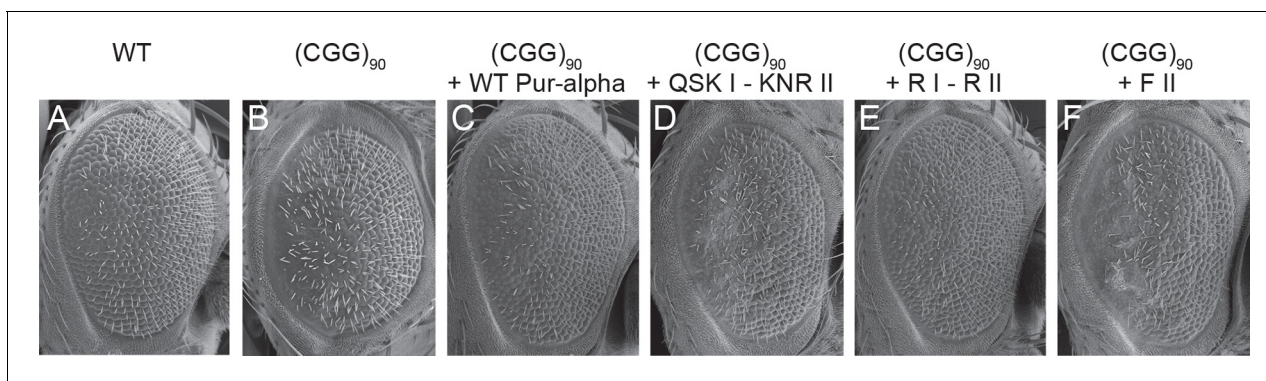 WT
(CGG)90
(CGG)90
+ WT Pur-alpha
(CGG)90
+ QSK I - KNR II
(CGG)90
+ R I - R II
(CGG)90
+ F II
A
B
C
D
E
F